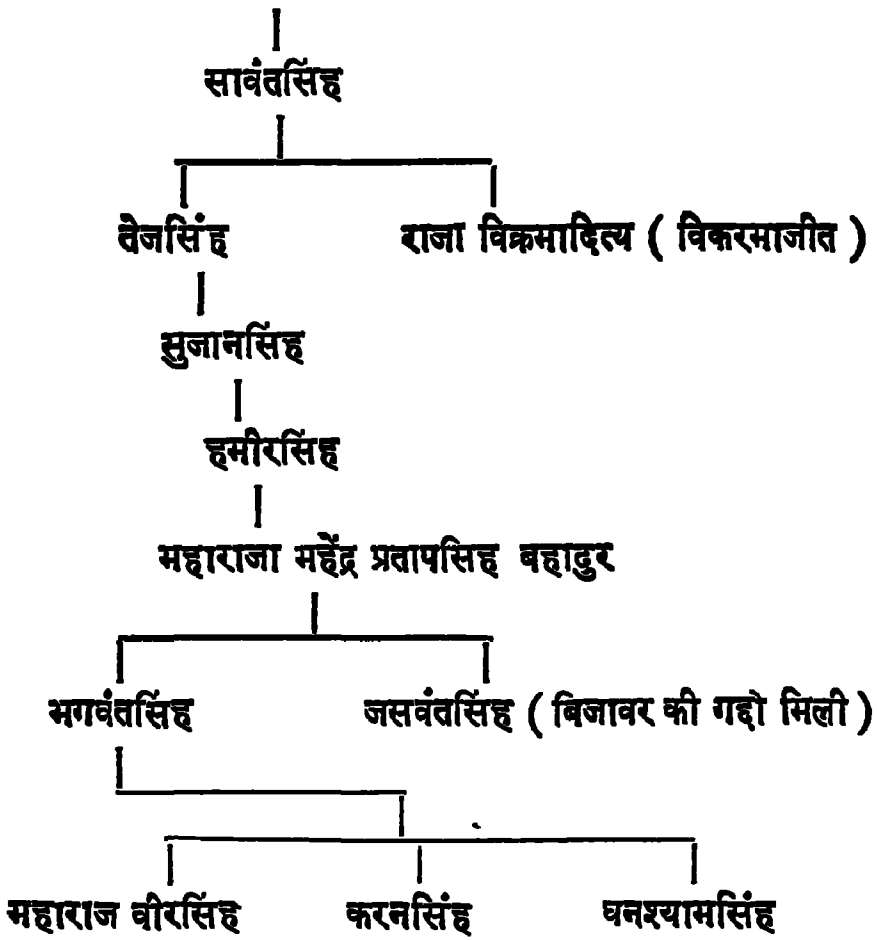 सावंतसिंह
तेजसिंह राजा विक्रमादित्य ( विकरमाजीत )
सुजानसिंह
हमीरसिंह
महाराजा महेंद्र प्रतापसिंह बहादुर
भगवंतसिंह जसवंतसिंह ( बिजावर की गद्दो मिली )
महाराज वीरसिंह करनसिंह घनश्यामसिंह